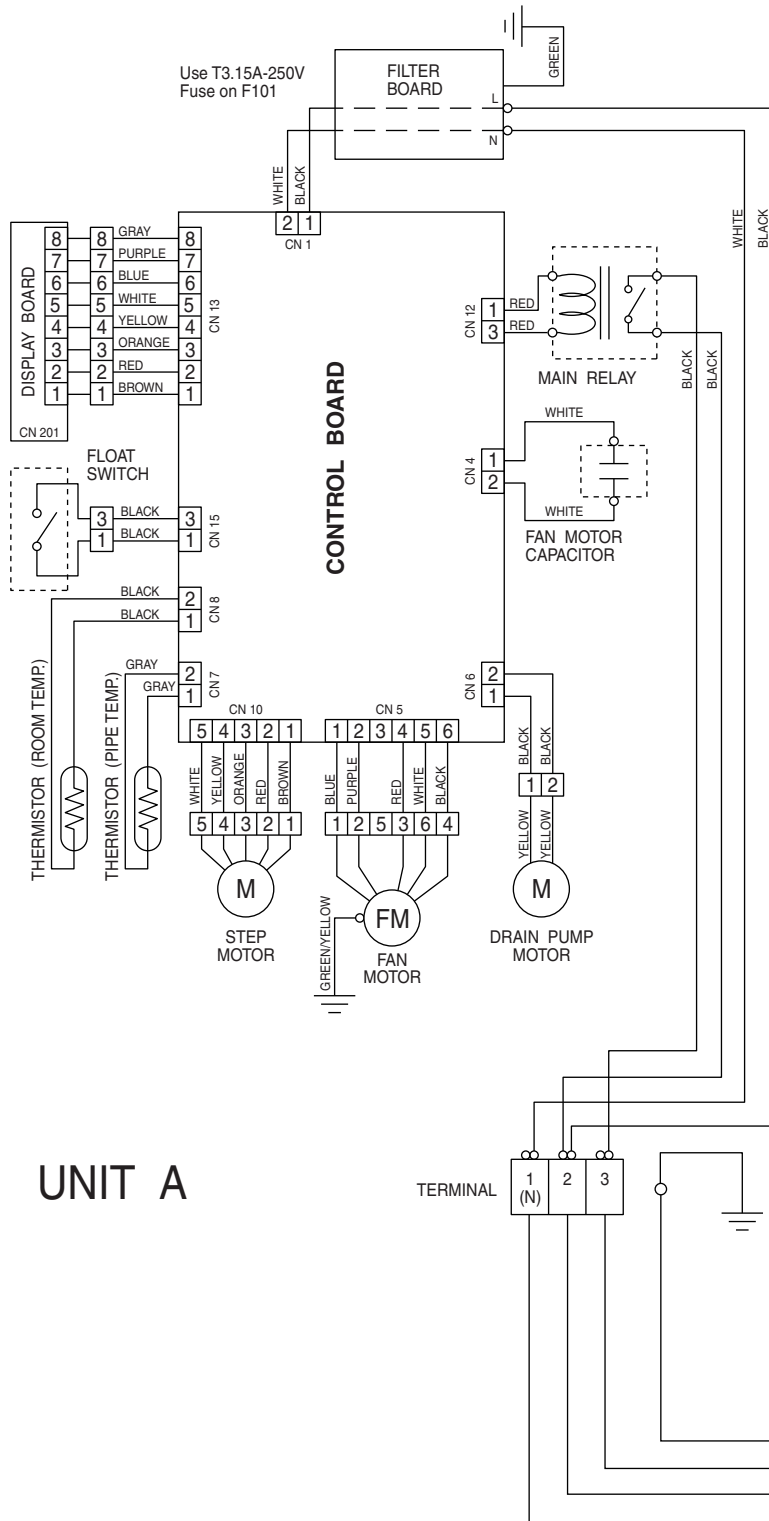 Use T3.15A-250V
Fuse on F101
FILTER
BOARD
GREEN
L
N
WHITE
BLACK
2 1
CN 1
WHITE
BLACK
DISPLAY BOARD
CN 201
8 8 GRAY 8
7 7 PURPLE 7
6 6 BLUE 6
5 5 WHITE 5
4 4 YELLOW 4
3 3 ORANGE 3
2 2 RED 2
1 1 BROWN 1
CN 13
CONTROL BOARD
CN 12
1 RED
3 RED
MAIN RELAY
BLACK
BLACK
FLOAT
SWITCH
3 BLACK 3
1 BLACK 1
CN 15
WHITE
CN 4
1
2
WHITE
FAN MOTOR
CAPACITOR
BLACK 2
BLACK 1
CN 8
THERMISTOR (ROOM TEMP.)
GRAY 2
GRAY 1
CN 7
THERMISTOR (PIPE TEMP.)
CN 6
2
1
BLACK
BLACK
1 2
YELLOW
YELLOW
M
DRAIN PUMP
MOTOR
CN 10
5 4 3 2 1
WHITE
YELLOW
ORANGE
RED
BROWN
5 4 3 2 1
M
STEP
MOTOR
CN 5
1 2 3 4 5 6
BLUE
PURPLE
RED
WHITE
BLACK
1 2 5 3 6 4
FM
FAN
MOTOR
GREEN/YELLOW
UNIT A
TERMINAL
1
(N)
2
3